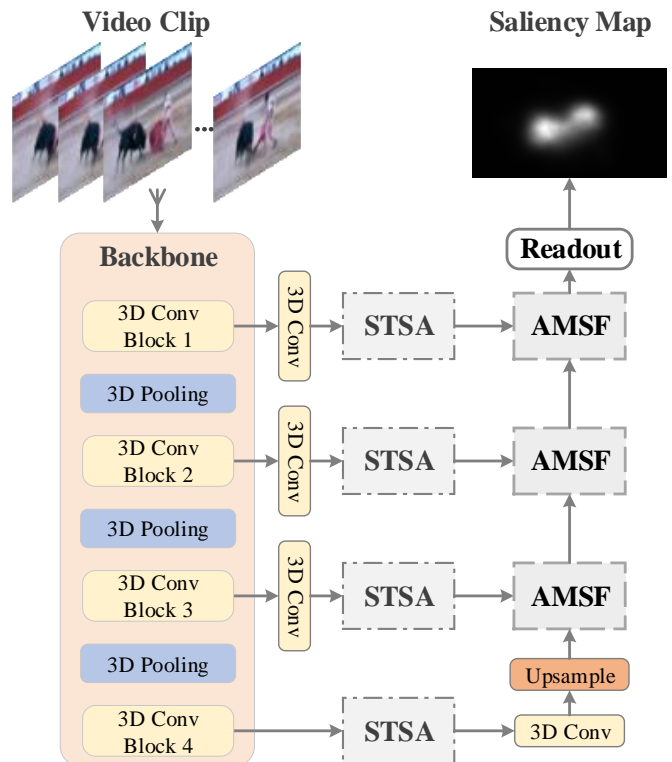 Video Clip
Saliency Map
...
Readout
Backbone
3D Conv
Block 1
3D Conv
STSA
AMSF
3D Pooling
3D Conv
Block 2
3D Conv
STSA
AMSF
3D Pooling
3D Conv
Block 3
3D Conv
STSA
AMSF
3D Pooling
Upsample
3D Conv
Block 4
STSA
3D Conv